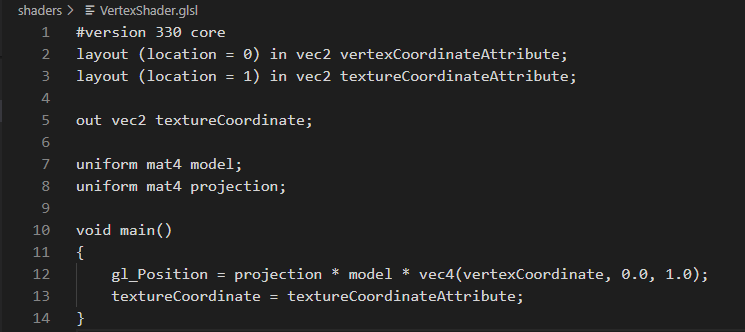 shaders > VertexShader.glsl
1 #version 330 core
2 layout (location = 0) in vec2 vertexCoordinateAttribute;
3 layout (location = 1) in vec2 textureCoordinateAttribute;
4
5 out vec2 textureCoordinate;
6
7 uniform mat4 model;
8 uniform mat4 projection;
9
10 void main()
11 {
12     gl_Position = projection * model * vec4(vertexCoordinate, 0.0, 1.0);
13     textureCoordinate = textureCoordinateAttribute;
14 }